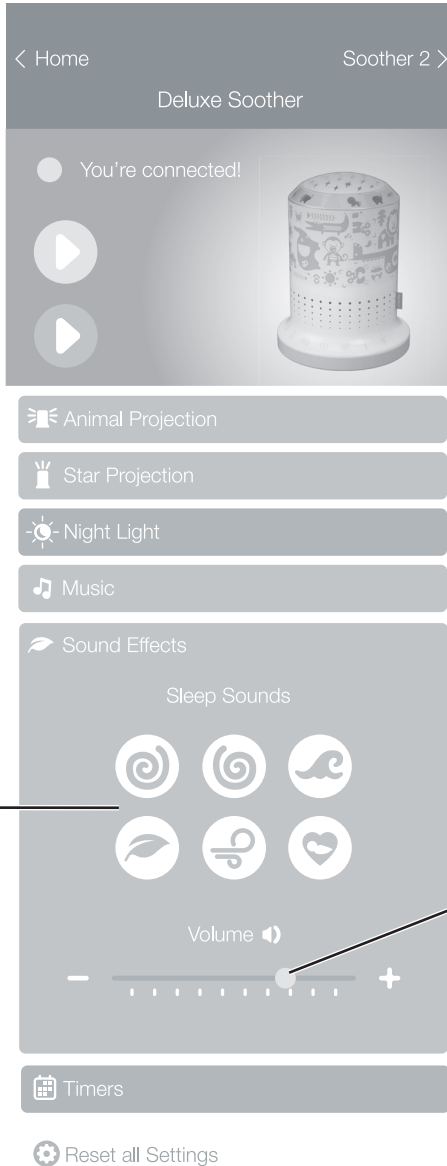 Home
Soother 2
Deluxe Soother
You're connected!
Animal Projection
Star Projection
Night Light
Music
Sound Effects
Sleep Sounds
Volume
Timers
Reset all Settings